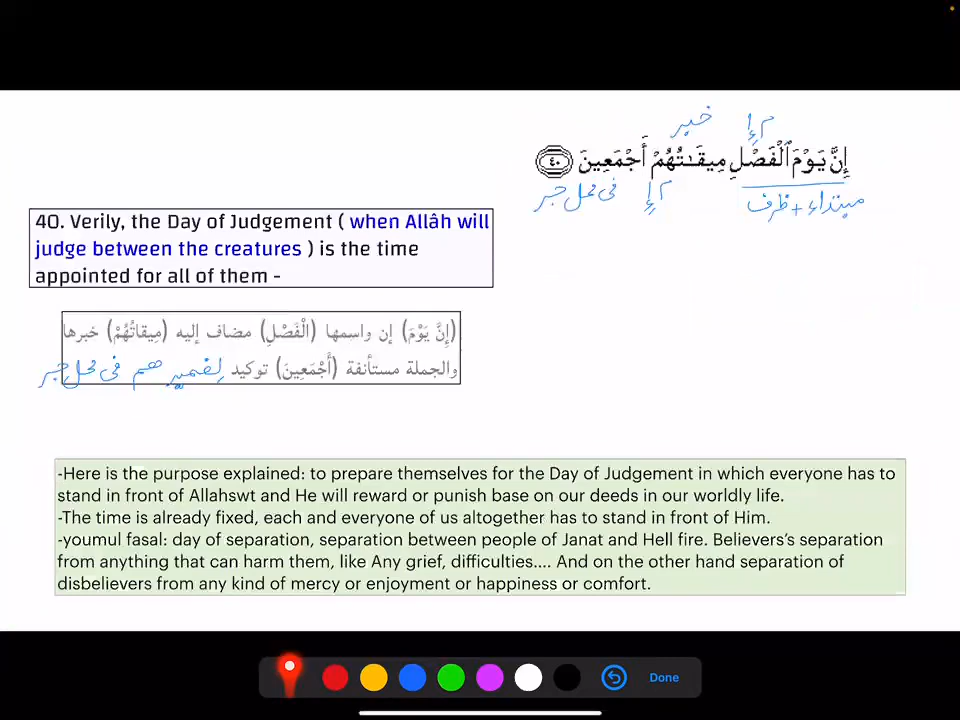 خبر م إ
إِنَّ يَوْمَ ٱلْفَصْلِ مِيقَـٰتُهُمْ أَجْمَعِينَ ٤٠
مبتداء + ظرف م إ فى محل جر
40. Verily, the Day of Judgement ( when Allâh will
judge between the creatures ) is the time
appointed for all of them -
(إِنَّ يَوْمَ) إن واسمها (الْفَصْلِ) مضاف إليه (مِيقاتُهُمْ) خبرها
والجملة مستأنفة (أَجْمَعِينَ) توكيد لضمير هم فى محل جر
-Here is the purpose explained: to prepare themselves for the Day of Judgement in which everyone has to
stand in front of Allahswt and He will reward or punish base on our deeds in our worldly life.
-The time is already fixed, each and everyone of us altogether has to stand in front of Him.
-youmul fasal: day of separation, separation between people of Janat and Hell fire. Believers's separation
from anything that can harm them, like Any grief, difficulties.... And on the other hand separation of
disbelievers from any kind of mercy or enjoyment or happiness or comfort.
Done